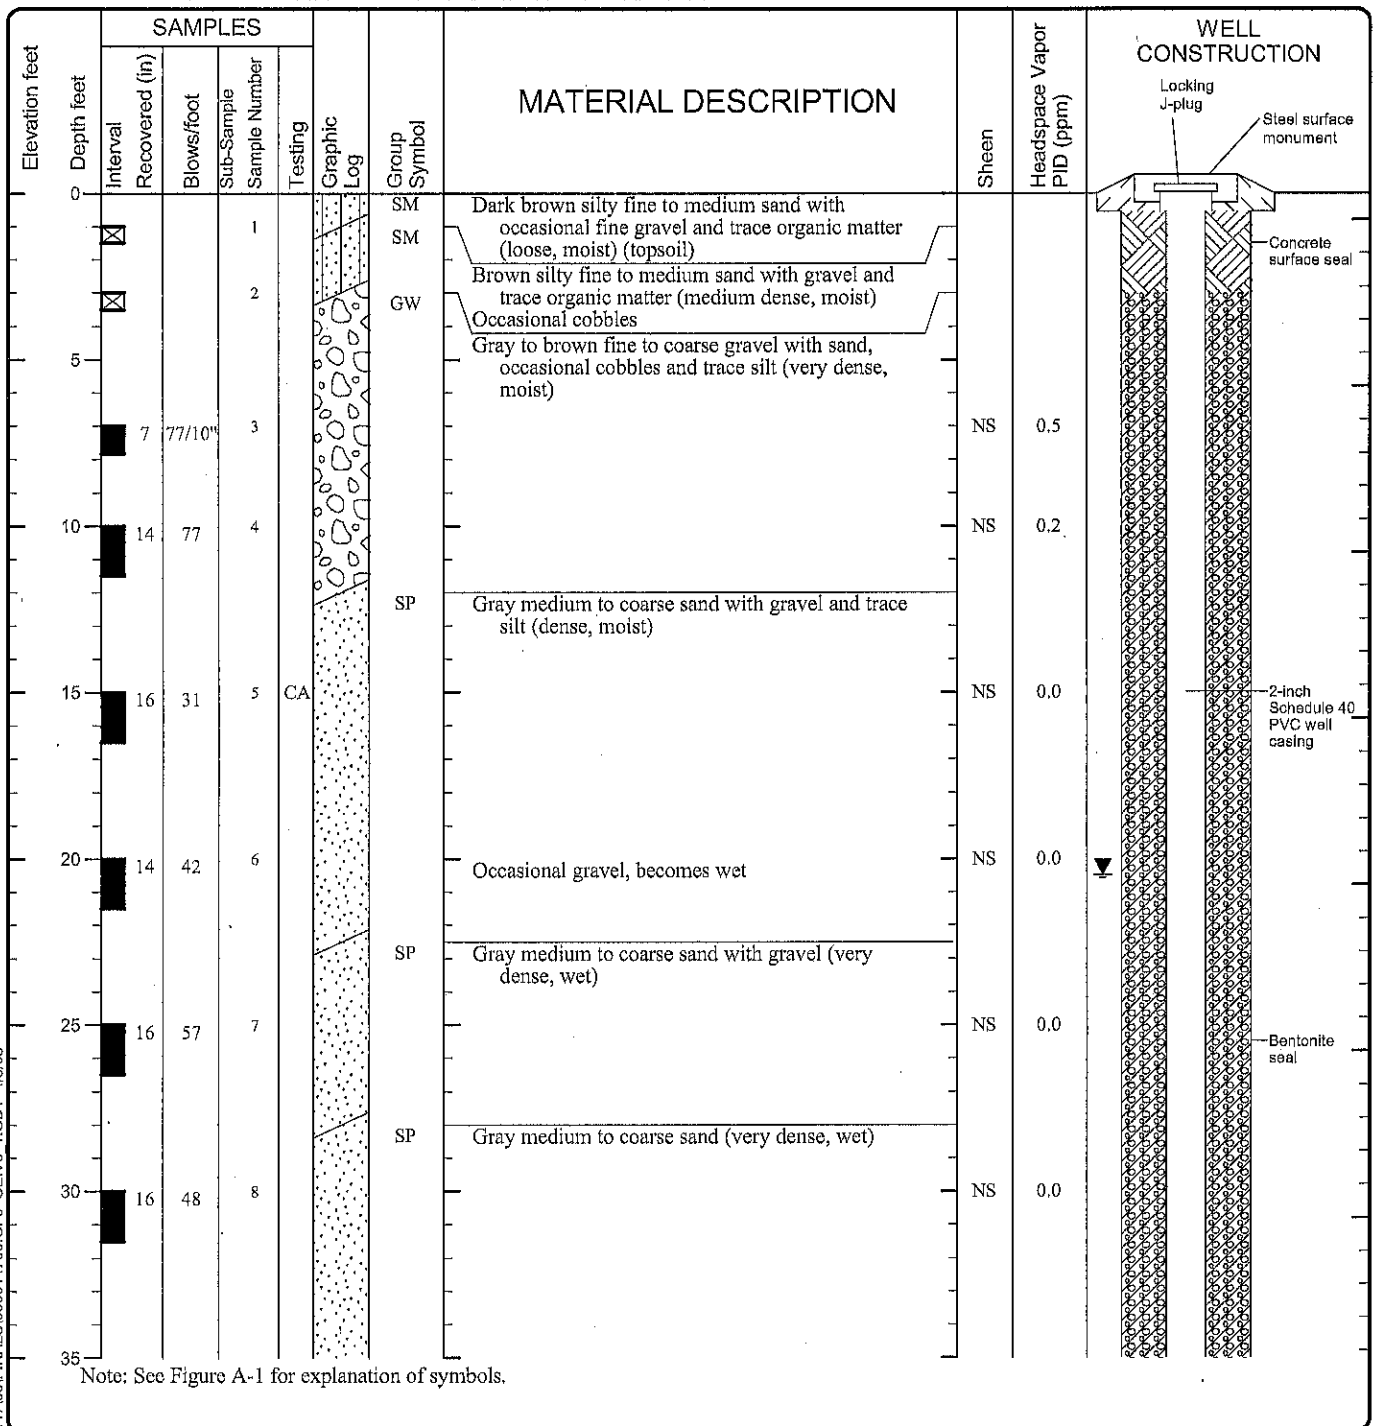 SAMPLES
Elevation feet
Depth feet
Interval
Recovered (in)
Blows/foot
Sub-Sample
Sample Number
Testing
Graphic
Log
Group
Symbol
MATERIAL DESCRIPTION
Sheen
Headspace Vapor
PID (ppm)
WELL
CONSTRUCTION
Locking
J-plug
Steel surface
monument
0
SM
Dark brown silty fine to medium sand with
occasional fine gravel and trace organic matter
(loose, moist) (topsoil)
1
SM
Concrete
surface seal
Brown silty fine to medium sand with gravel and
trace organic matter (medium dense, moist)
Occasional cobbles
2
GW
Gray to brown fine to coarse gravel with sand,
occasional cobbles and trace silt (very dense,
moist)
5
7 77/10" 3 NS 0.5
10 14 77 4 NS 0.2
SP Gray medium to coarse sand with gravel and trace
silt (dense, moist)
15 16 31 5 CA NS 0.0
2-inch
Schedule 40
PVC well
casing
20 14 42 6 Occasional gravel, becomes wet NS 0.0
SP Gray medium to coarse sand with gravel (very
dense, wet)
25 16 57 7 NS 0.0
Bentonite
seal
SP Gray medium to coarse sand (very dense, wet)
30 16 48 8 NS 0.0
35
Note: See Figure A-1 for explanation of symbols.